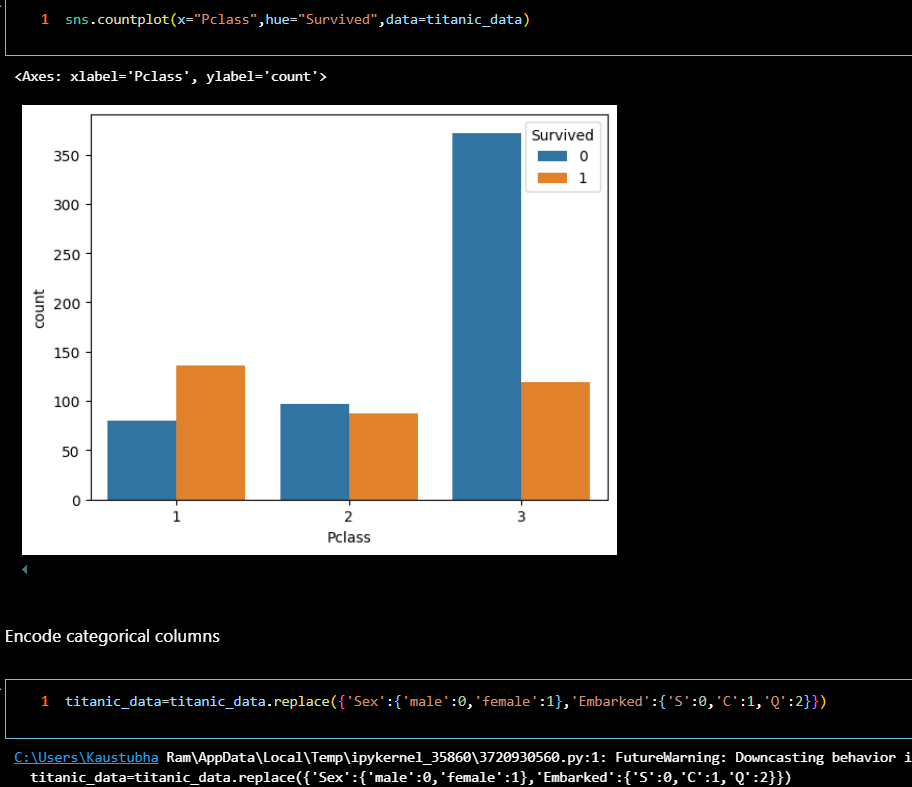 1 sns.countplot(x="Pclass",hue="Survived",data=titanic_data)
<Axes: xlabel='Pclass', ylabel='count'>
Survived
0
1
350
300
250
200
150
100
50
0
count
1 2 3
Pclass
Encode categorical columns
1 titanic_data=titanic_data.replace({'Sex':{'male':0,'female':1},'Embarked':{'S':0,'C':1,'Q':2}})
C:\Users\Kaustubha Ram\AppData\Local\Temp\ipykernel_35860\3720930560.py:1: FutureWarning: Downcasting behavior i
titanic_data=titanic_data.replace({'Sex':{'male':0,'female':1},'Embarked':{'S':0,'C':1,'Q':2}})